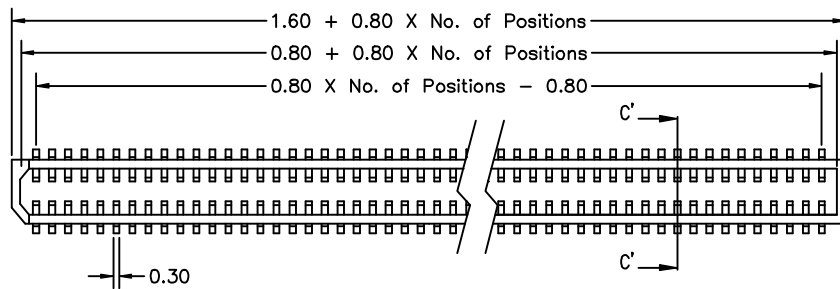 1.60 + 0.80 X No. of Positions
0.80 + 0.80 X No. of Positions
0.80 X No. of Positions - 0.80
C'
C'
0.30